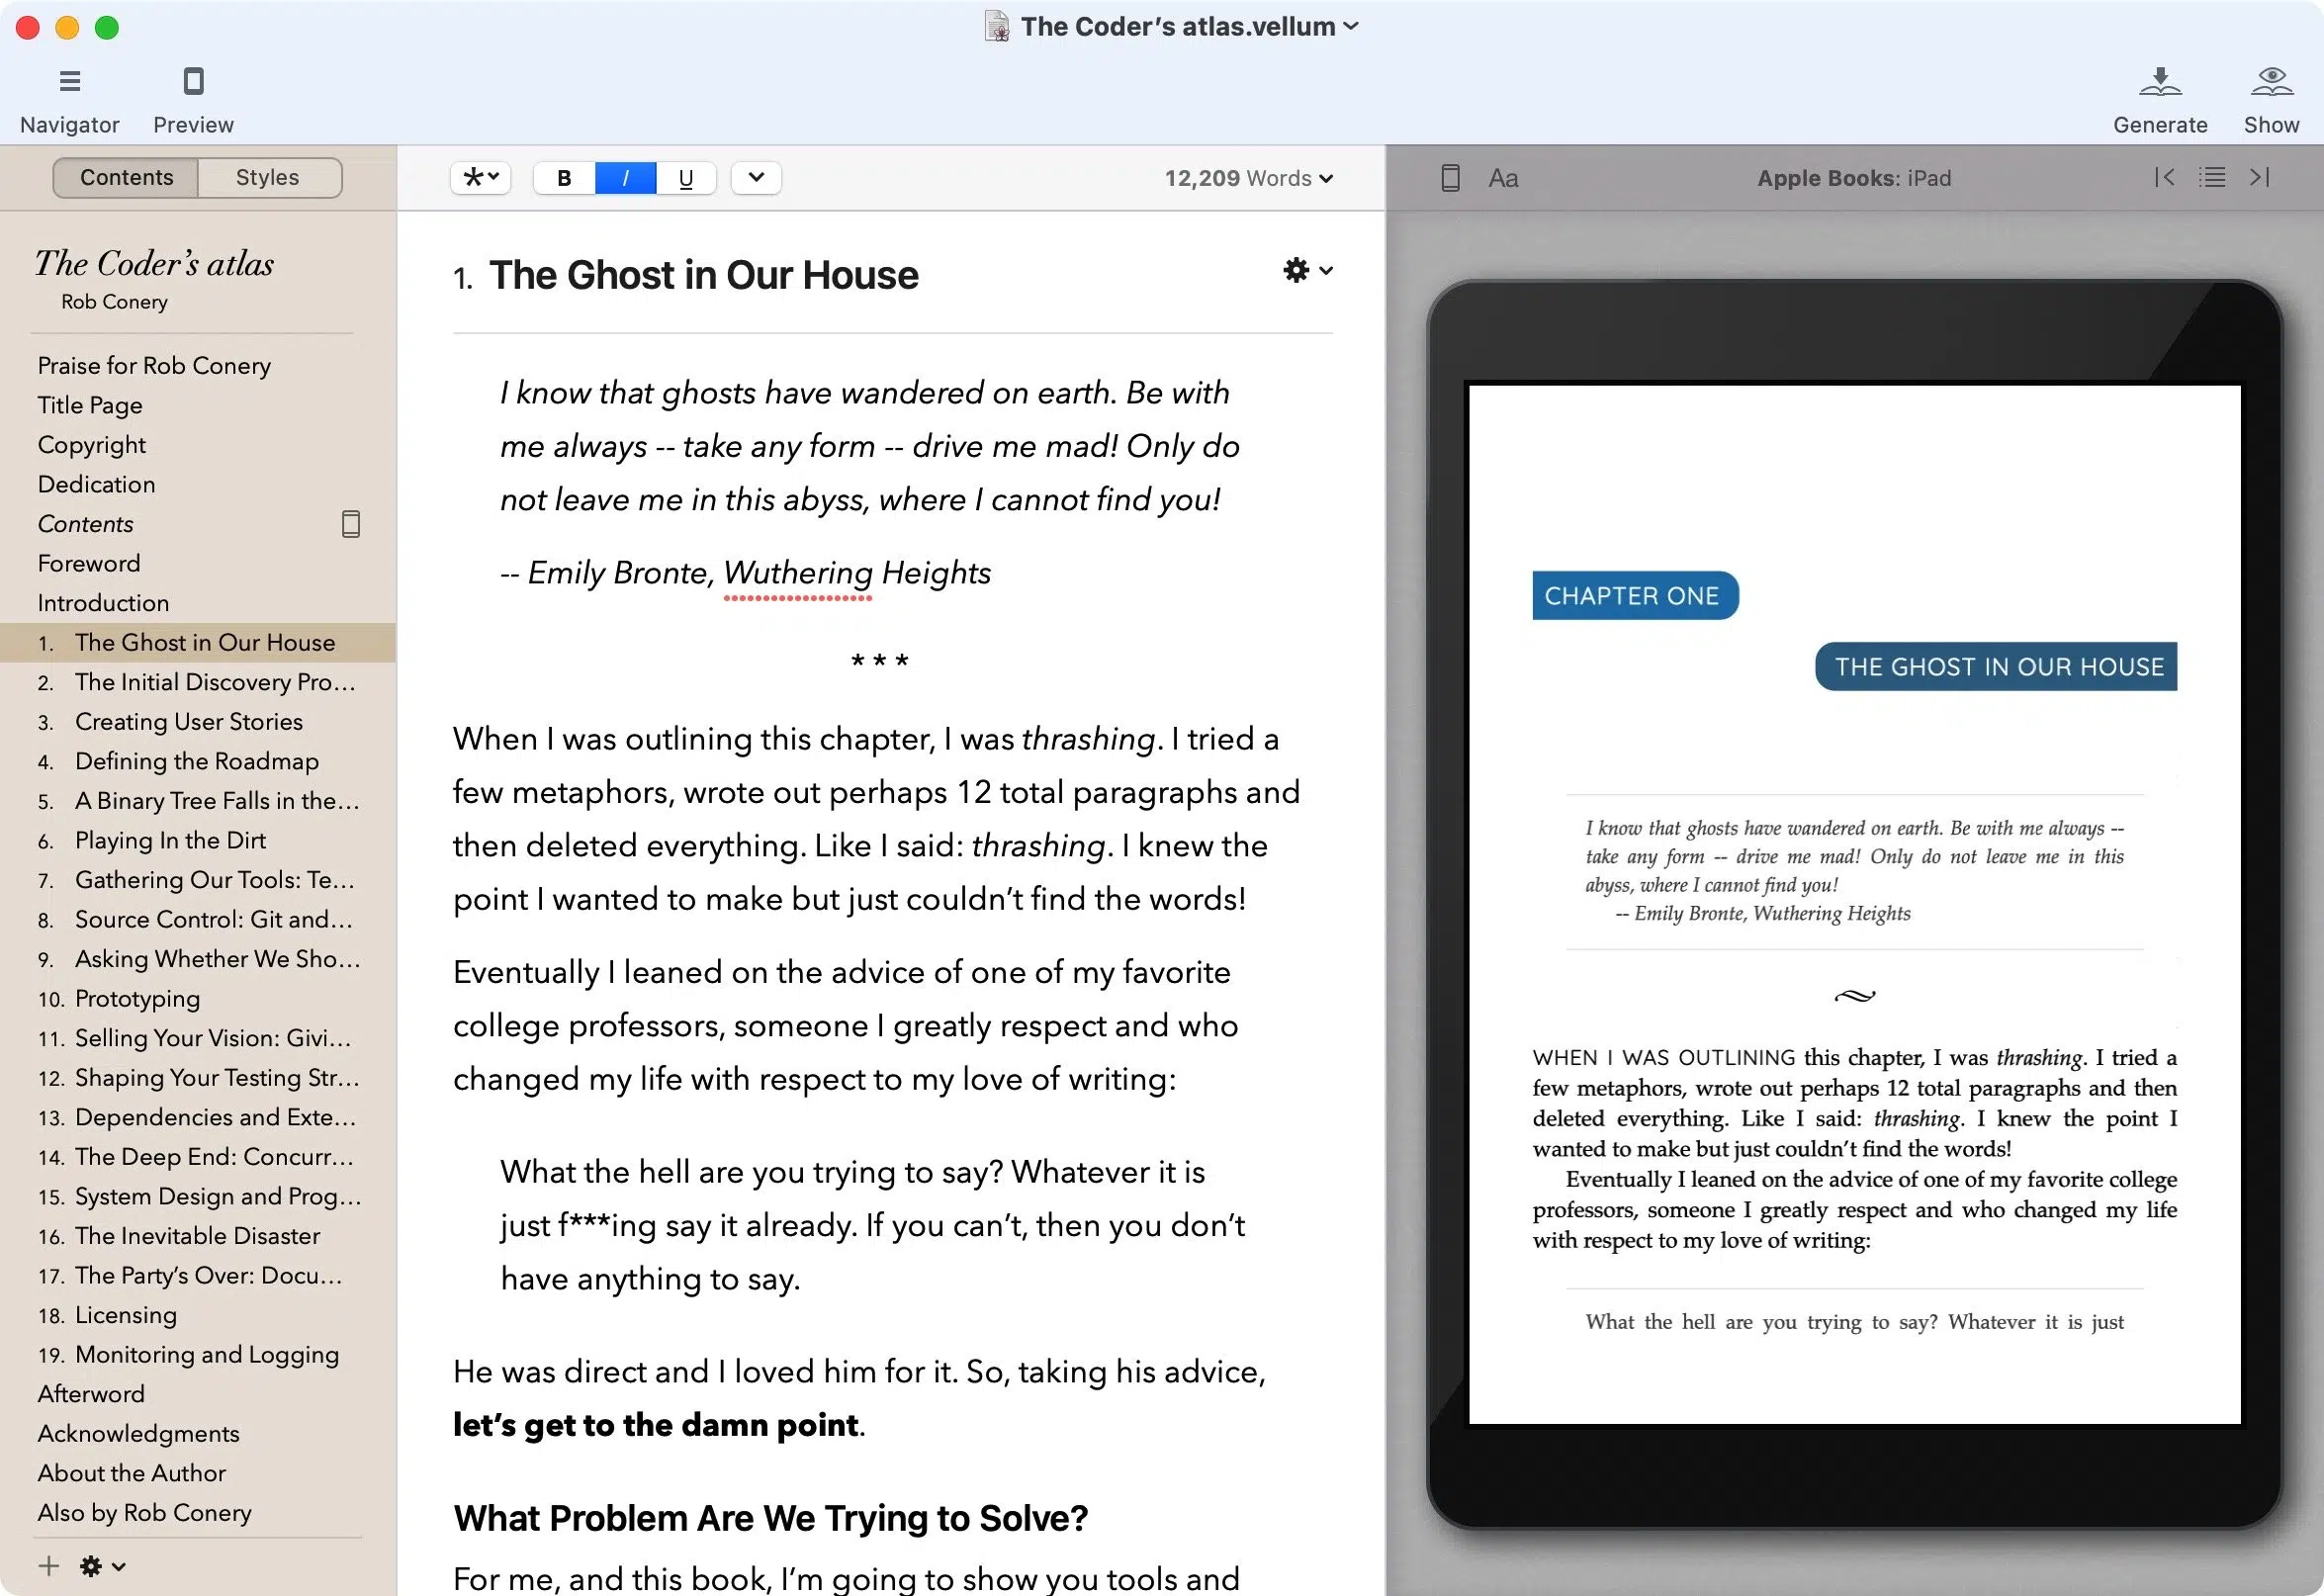 The Coder’s atlas.vellum
Navigator
Preview
Generate
Show
Contents
Styles
The Coder’s atlas
Rob Conery
Praise for Rob Conery
Title Page
Copyright
Dedication
Contents
Foreword
Introduction
1. The Ghost in Our House
2. The Initial Discovery Pro…
3. Creating User Stories
4. Defining the Roadmap
5. A Binary Tree Falls in the…
6. Playing In the Dirt
7. Gathering Our Tools: Te…
8. Source Control: Git and…
9. Asking Whether We Sho…
10. Prototyping
11. Selling Your Vision: Givi…
12. Shaping Your Testing Str…
13. Dependencies and Exte…
14. The Deep End: Concurr…
15. System Design and Prog…
16. The Inevitable Disaster
17. The Party’s Over: Docu…
18. Licensing
19. Monitoring and Logging
Afterword
Acknowledgments
About the Author
Also by Rob Conery
* B I U
12,209 Words
1. The Ghost in Our House
I know that ghosts have wandered on earth. Be with
me always -- take any form -- drive me mad! Only do
not leave me in this abyss, where I cannot find you!
-- Emily Bronte, Wuthering Heights
* * *
When I was outlining this chapter, I was thrashing. I tried a
few metaphors, wrote out perhaps 12 total paragraphs and
then deleted everything. Like I said: thrashing. I knew the
point I wanted to make but just couldn’t find the words!
Eventually I leaned on the advice of one of my favorite
college professors, someone I greatly respect and who
changed my life with respect to my love of writing:
What the hell are you trying to say? Whatever it is
just f***ing say it already. If you can’t, then you don’t
have anything to say.
He was direct and I loved him for it. So, taking his advice,
let’s get to the damn point.
What Problem Are We Trying to Solve?
For me, and this book, I’m going to show you tools and
Aa
Apple Books: iPad
CHAPTER ONE
THE GHOST IN OUR HOUSE
I know that ghosts have wandered on earth. Be with me always --
take any form -- drive me mad! Only do not leave me in this
abyss, where I cannot find you!
-- Emily Bronte, Wuthering Heights
WHEN I WAS OUTLINING this chapter, I was thrashing. I tried a
few metaphors, wrote out perhaps 12 total paragraphs and then
deleted everything. Like I said: thrashing. I knew the point I
wanted to make but just couldn’t find the words!
Eventually I leaned on the advice of one of my favorite college
professors, someone I greatly respect and who changed my life
with respect to my love of writing:
What the hell are you trying to say? Whatever it is just